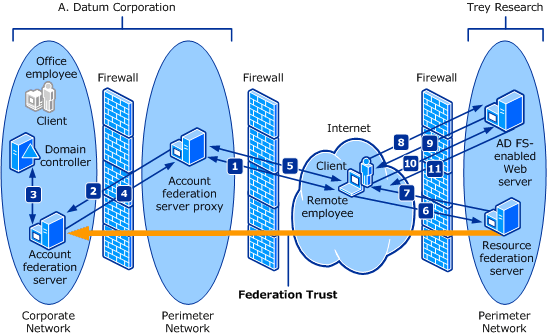 A. Datum Corporation
Trey Research
Office
employee
Client
Firewall
Firewall
Firewall
Internet
Domain
controller
Account
federation
server proxy
Client
Remote
employee
AD FS-
enabled
Web
server
Account
federation
server
Resource
federation
server
1
2
3
4
5
6
7
8
9
10
11
Federation Trust
Corporate
Network
Perimeter
Network
Perimeter
Network